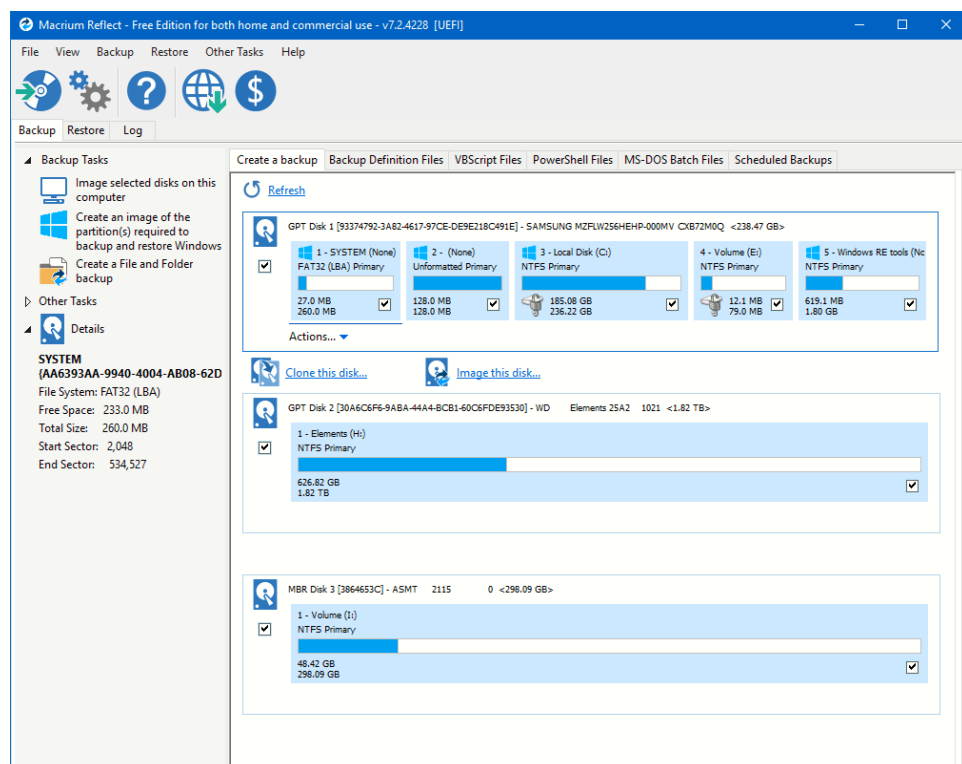 Macrium Reflect - Free Edition for both home and commercial use - v7.2.4228 [UEFI]
File View Backup Restore Other Tasks Help
Backup Restore Log
Backup Tasks
Image selected disks on this
computer
Create an image of the
partition(s) required to
backup and restore Windows
Create a File and Folder
backup
Other Tasks
Details
SYSTEM
{AA6393AA-9940-4004-AB08-62D
File System: FAT32 (LBA)
Free Space: 233.0 MB
Total Size: 260.0 MB
Start Sector: 2,048
End Sector: 534,527
Create a backup Backup Definition Files VBScript Files PowerShell Files MS-DOS Batch Files Scheduled Backups
Refresh
GPT Disk 1 [93374792-3A82-4617-97CE-DE9E218C491E] - SAMSUNG MZFLW256HEHP-000MV CXB72M0Q <238.47 GB>
1 - SYSTEM (None)
FAT32 (LBA) Primary
27.0 MB
260.0 MB
2 - (None)
Unformatted Primary
128.0 MB
128.0 MB
3 - Local Disk (C:)
NTFS Primary
185.08 GB
236.22 GB
4 - Volume (E:)
NTFS Primary
12.1 MB
79.0 MB
5 - Windows RE tools (Nc
NTFS Primary
619.1 MB
1.80 GB
Actions...
Clone this disk... Image this disk...
GPT Disk 2 [30A6C6F6-9ABA-44A4-BCB1-60C6FDE93530] - WD Elements 25A2 1021 <1.82 TB>
1 - Elements (H:)
NTFS Primary
626.82 GB
1.82 TB
MBR Disk 3 [3864653C] - ASMT 2115 0 <298.09 GB>
1 - Volume (I:)
NTFS Primary
48.42 GB
298.09 GB